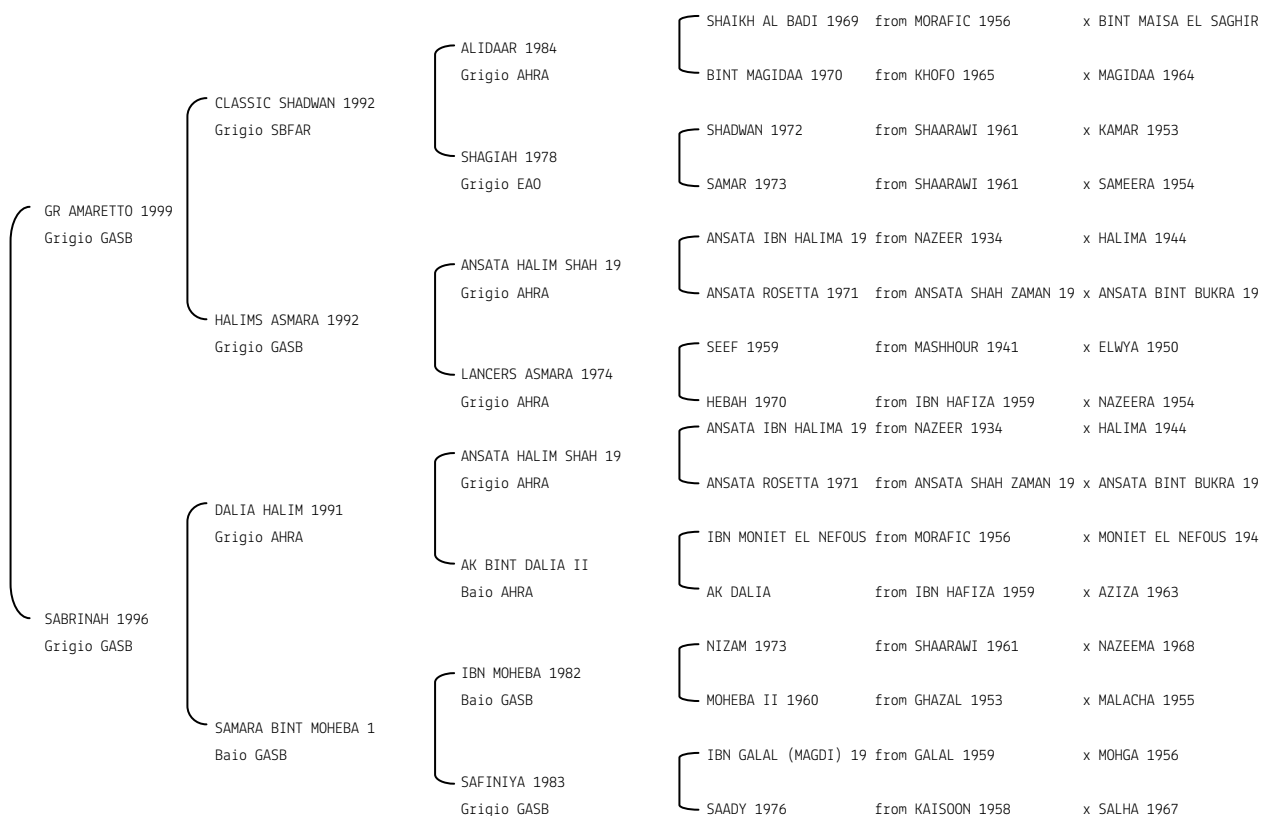 SHAIKH AL BADI 1969 from MORAFIC 1956 x BINT MAISA EL SAGHIR
ALIDAAR 1984
Grigio AHRA BINT MAGIDAA 1970 from KHOFO 1965 x MAGIDAA 1964
CLASSIC SHADWAN 1992
Grigio SBFAR SHADWAN 1972 from SHAARAWI 1961 x KAMAR 1953
SHAGIAH 1978
Grigio EAO SAMAR 1973 from SHAARAWI 1961 x SAMEERA 1954
GR AMARETTO 1999
Grigio GASB ANSATA IBN HALIMA 19 from NAZEER 1934 x HALIMA 1944
ANSATA HALIM SHAH 19
Grigio AHRA ANSATA ROSETTA 1971 from ANSATA SHAH ZAMAN 19 x ANSATA BINT BUKRA 19
HALIMS ASMARA 1992
Grigio GASB SEEF 1959 from MASHHOUR 1941 x ELWYA 1950
LANCERS ASMARA 1974
Grigio AHRA HEBAH 1970 from IBN HAFIZA 1959 x NAZEERA 1954
ANSATA IBN HALIMA 19 from NAZEER 1934 x HALIMA 1944
ANSATA HALIM SHAH 19
Grigio AHRA ANSATA ROSETTA 1971 from ANSATA SHAH ZAMAN 19 x ANSATA BINT BUKRA 19
DALIA HALIM 1991
Grigio AHRA IBN MONIET EL NEFOUS from MORAFIC 1956 x MONIET EL NEFOUS 194
AK BINT DALIA II
Baio AHRA AK DALIA from IBN HAFIZA 1959 x AZIZA 1963
SABRINAH 1996
Grigio GASB NIZAM 1973 from SHAARAWI 1961 x NAZEEMA 1968
IBN MOHEBA 1982
Baio GASB MOHEBA II 1960 from GHAZAL 1953 x MALACHA 1955
SAMARA BINT MOHEBA 1
Baio GASB IBN GALAL (MAGDI) 19 from GALAL 1959 x MOHGA 1956
SAFINIYA 1983
Grigio GASB SAADY 1976 from KAISOON 1958 x SALHA 1967